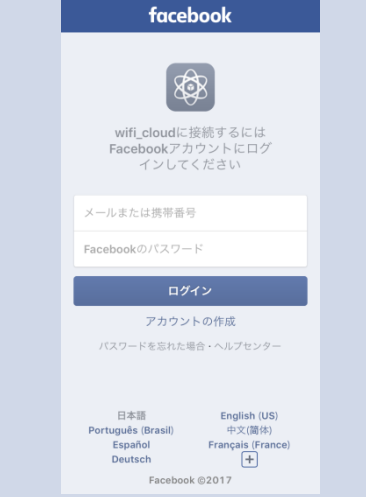 facebook
wifi_cloudに接続するには
Facebookアカウントにログ
インしてください
メールまたは携帯番号
Facebookのパスワード
ログイン
アカウントの作成
パスワードを忘れた場合・ヘルプセンター
日本語
English (US)
Português (Brasil)
中文(简体)
Español
Français (France)
Deutsch
Facebook ©2017